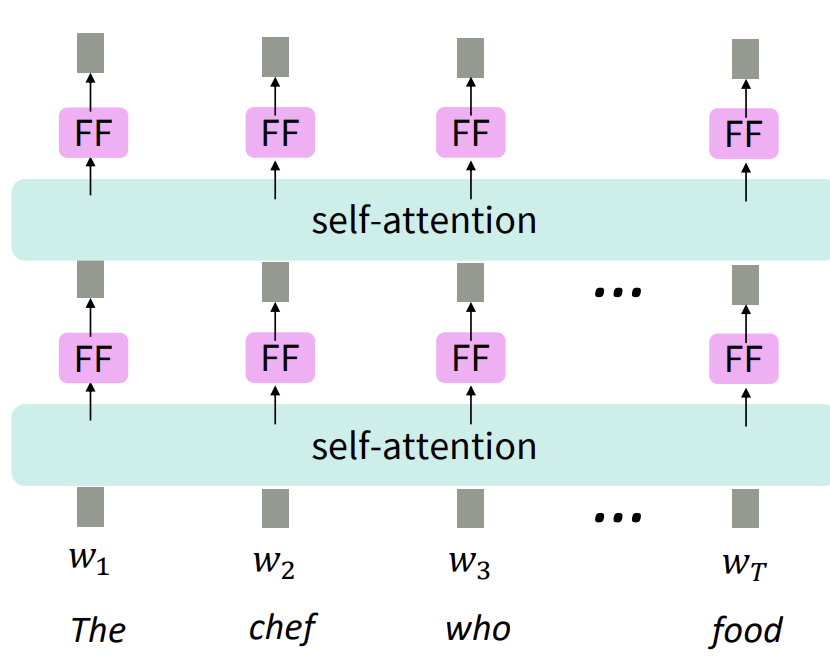 FF FF FF FF
self-attention
...
FF FF FF FF
self-attention
...
w₁ w₂ w₃ w_T
The chef who food